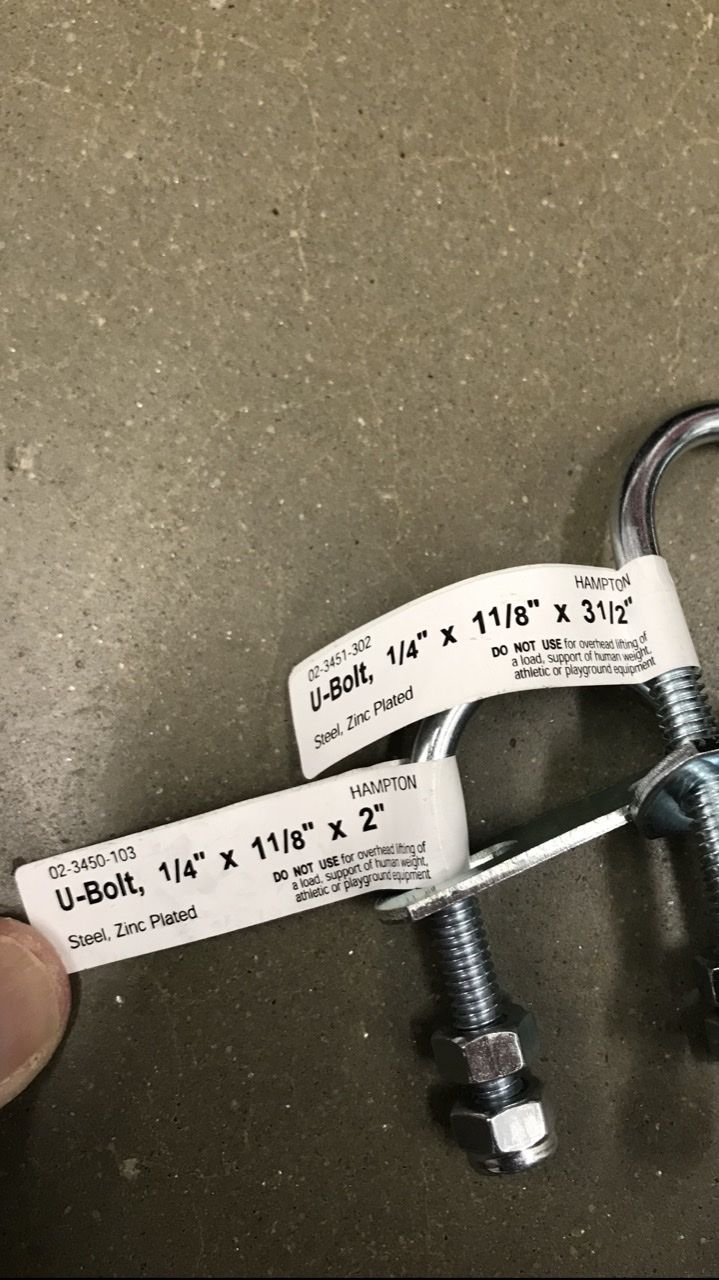 HAMPTON
02-3451-302
U-Bolt, 1/4" x 11/8" x 31/2"
DO NOT USE for overhead lifting of
a load, support of human weight,
athletic or playground equipment
Steel, Zinc Plated
HAMPTON
02-3450-103
U-Bolt, 1/4" x 11/8" x 2"
DO NOT USE for overhead lifting of
a load, support of human weight,
athletic or playground equipment
Steel, Zinc Plated